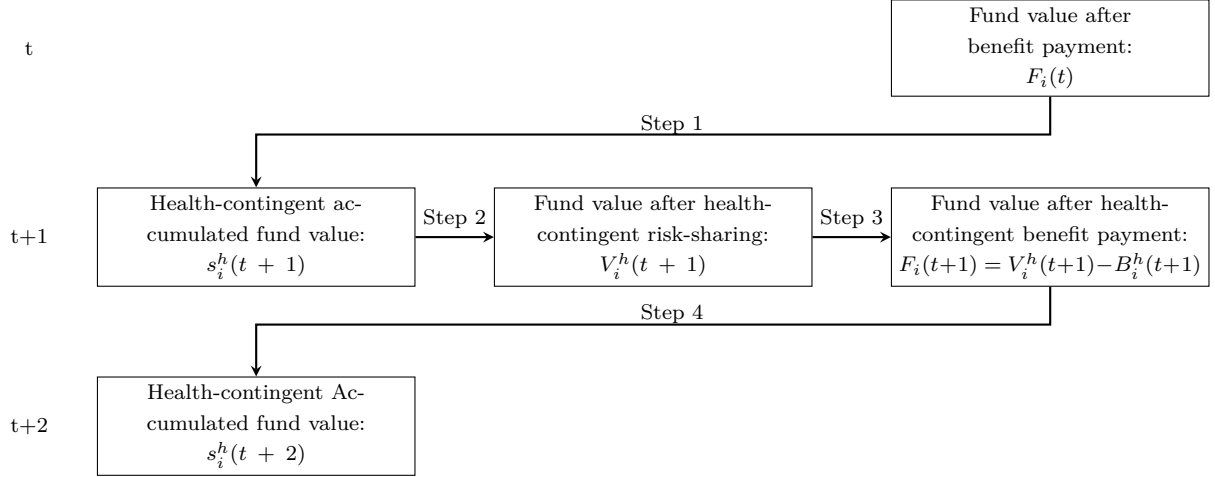 t
Fund value after
benefit payment:
F_i(t)
Step 1
t+1
Health-contingent ac-
cumulated fund value:
s_i^h(t + 1)
Step 2
Fund value after health-
contingent risk-sharing:
V_i^h(t + 1)
Step 3
Fund value after health-
contingent benefit payment:
F_i(t+1) = V_i^h(t+1)−B_i^h(t+1)
Step 4
t+2
Health-contingent Ac-
cumulated fund value:
s_i^h(t + 2)